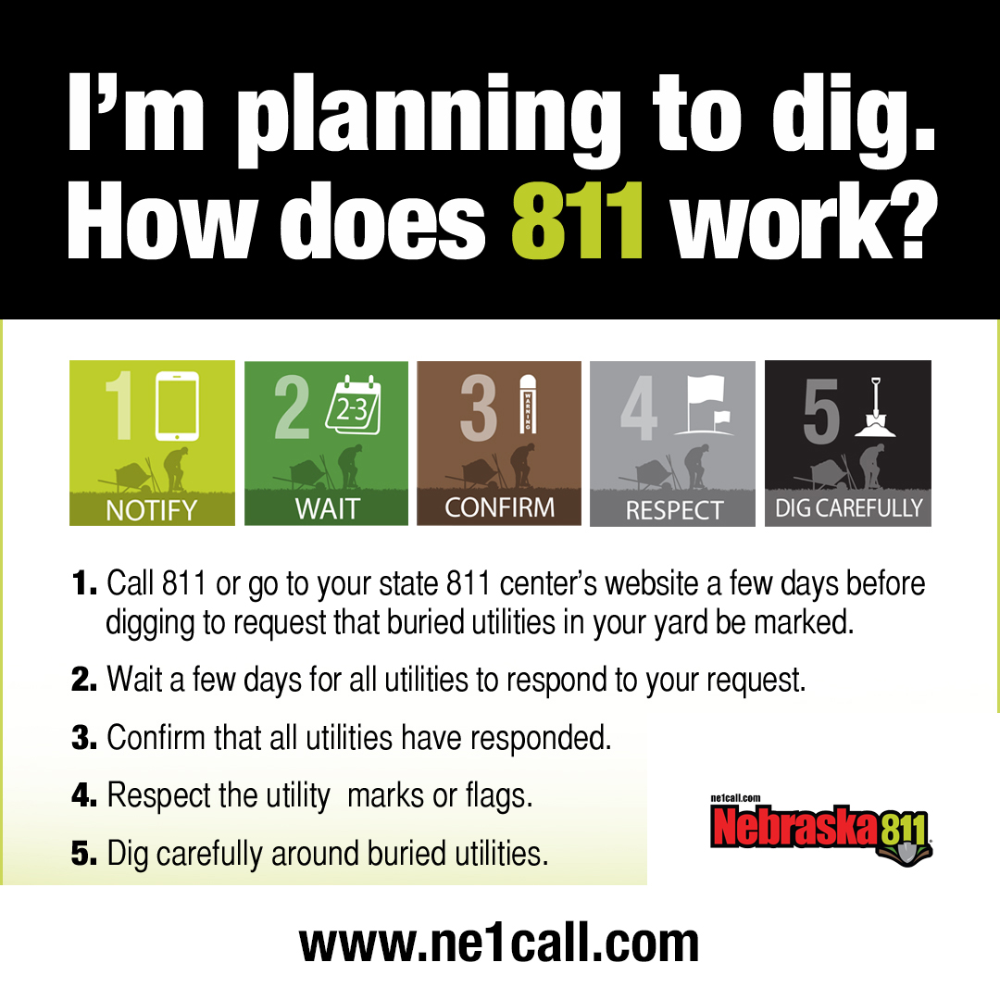 I'm planning to dig.
How does 811 work?
1
2
2-3
3
WARNING
4
5
NOTIFY
WAIT
CONFIRM
RESPECT
DIG CAREFULLY
1. Call 811 or go to your state 811 center's website a few days before
digging to request that buried utilities in your yard be marked.
2. Wait a few days for all utilities to respond to your request.
3. Confirm that all utilities have responded.
4. Respect the utility  marks or flags.
5. Dig carefully around buried utilities.
ne1call.com
Nebraska811
www.ne1call.com